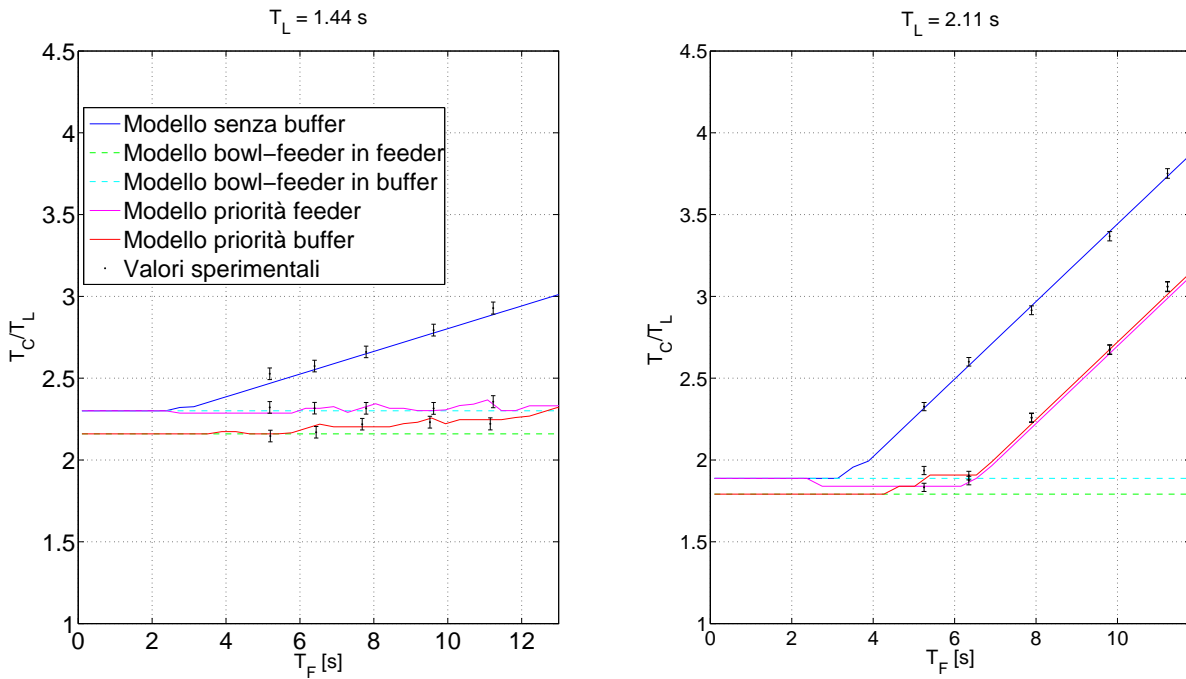 T_L = 1.44 s
4.5
4
3.5
3
2.5
2
1.5
1
T_C/T_L
0 2 4 6 8 10 12
T_F [s]
Modello senza buffer
Modello bowl−feeder in feeder
Modello bowl−feeder in buffer
Modello priorità feeder
Modello priorità buffer
Valori sperimentali
T_L = 2.11 s
4.5
4
3.5
3
2.5
2
1.5
1
T_C/T_L
0 2 4 6 8 10
T_F [s]